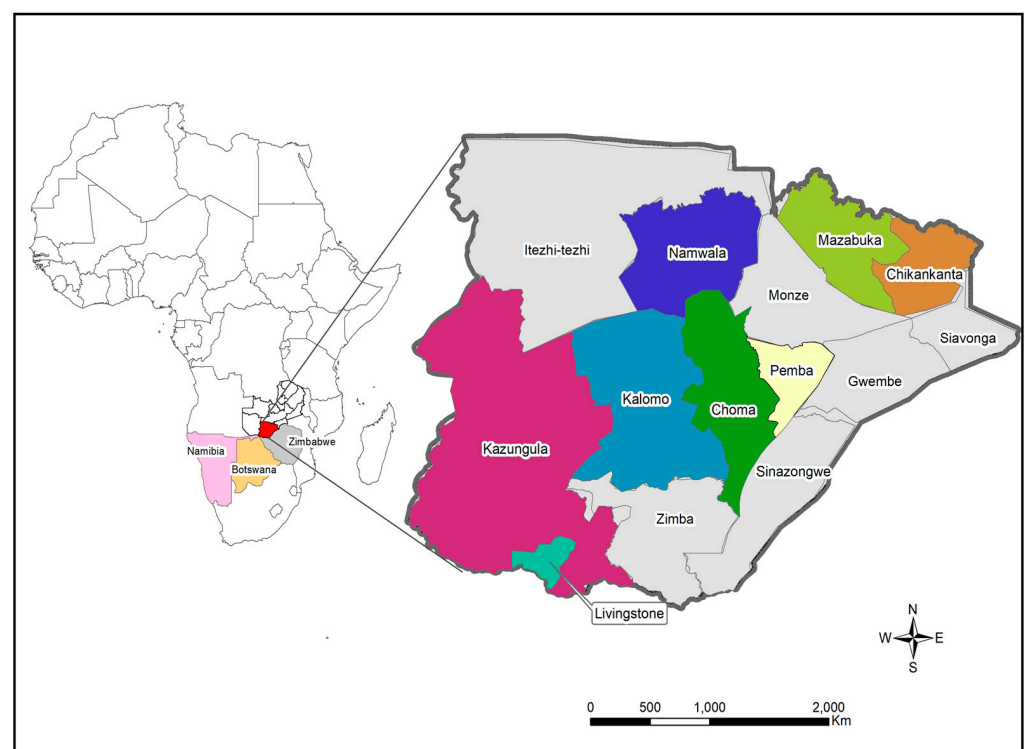 Namibia
Botswana
Zimbabwe
Itezhi-tezhi
Namwala
Mazabuka
Chikankanta
Monze
Siavonga
Pemba
Gwembe
Kalomo
Choma
Kazungula
Sinazongwe
Zimba
Livingstone
N
W E
S
0 500 1,000 2,000
Km